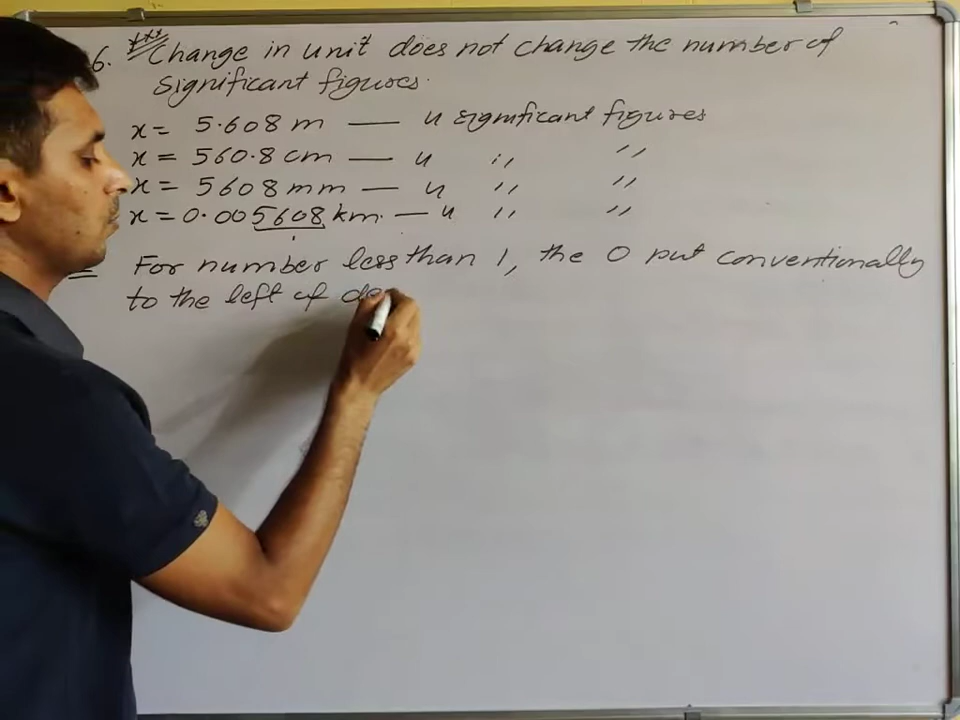 6. *** Change in unit does not change the number of
significant figures.
x = 5.608 m — 4 significant figures
x = 560.8 cm — 4 〃 〃
x = 5608 mm — 4 〃 〃
x = 0.005608 km. — 4 〃 〃
For number less than 1, the 0 put conventionally
to the left of de